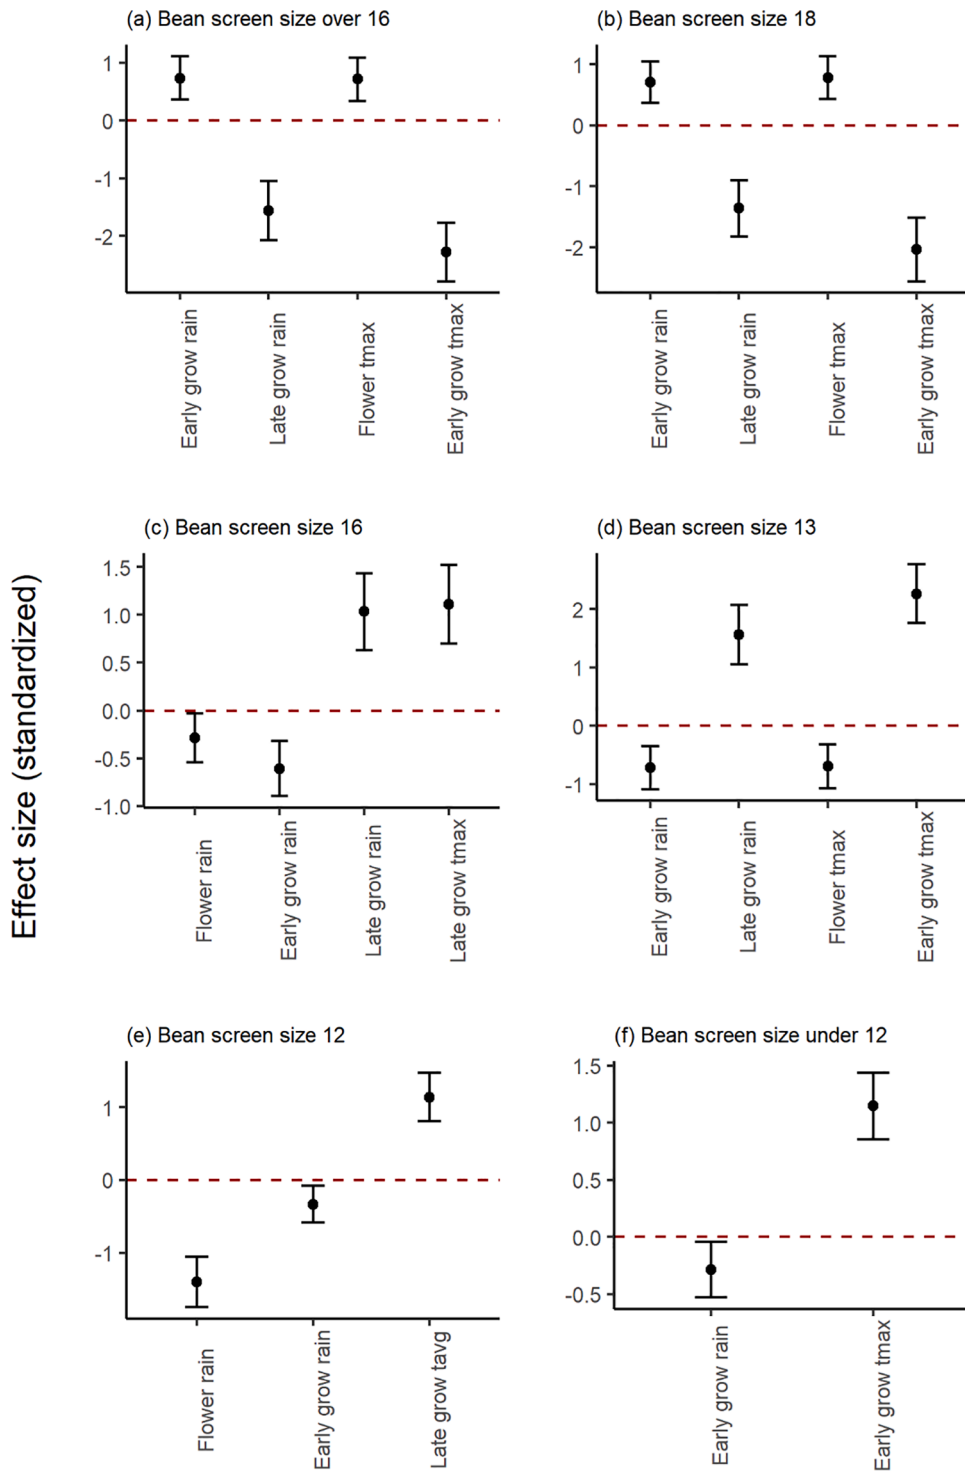 (a) Bean screen size over 16
1
0
-1
-2
Early grow rain
Late grow rain
Flower tmax
Early grow tmax
(b) Bean screen size 18
1
0
-1
-2
Early grow rain
Late grow rain
Flower tmax
Early grow tmax
Effect size (standardized)
(c) Bean screen size 16
1.5
1.0
0.5
0.0
-0.5
-1.0
Flower rain
Early grow rain
Late grow rain
Late grow tmax
(d) Bean screen size 13
2
1
0
-1
Early grow rain
Late grow rain
Flower tmax
Early grow tmax
(e) Bean screen size 12
1
0
-1
Flower rain
Early grow rain
Late grow tavg
(f) Bean screen size under 12
1.5
1.0
0.5
0.0
-0.5
Early grow rain
Early grow tmax